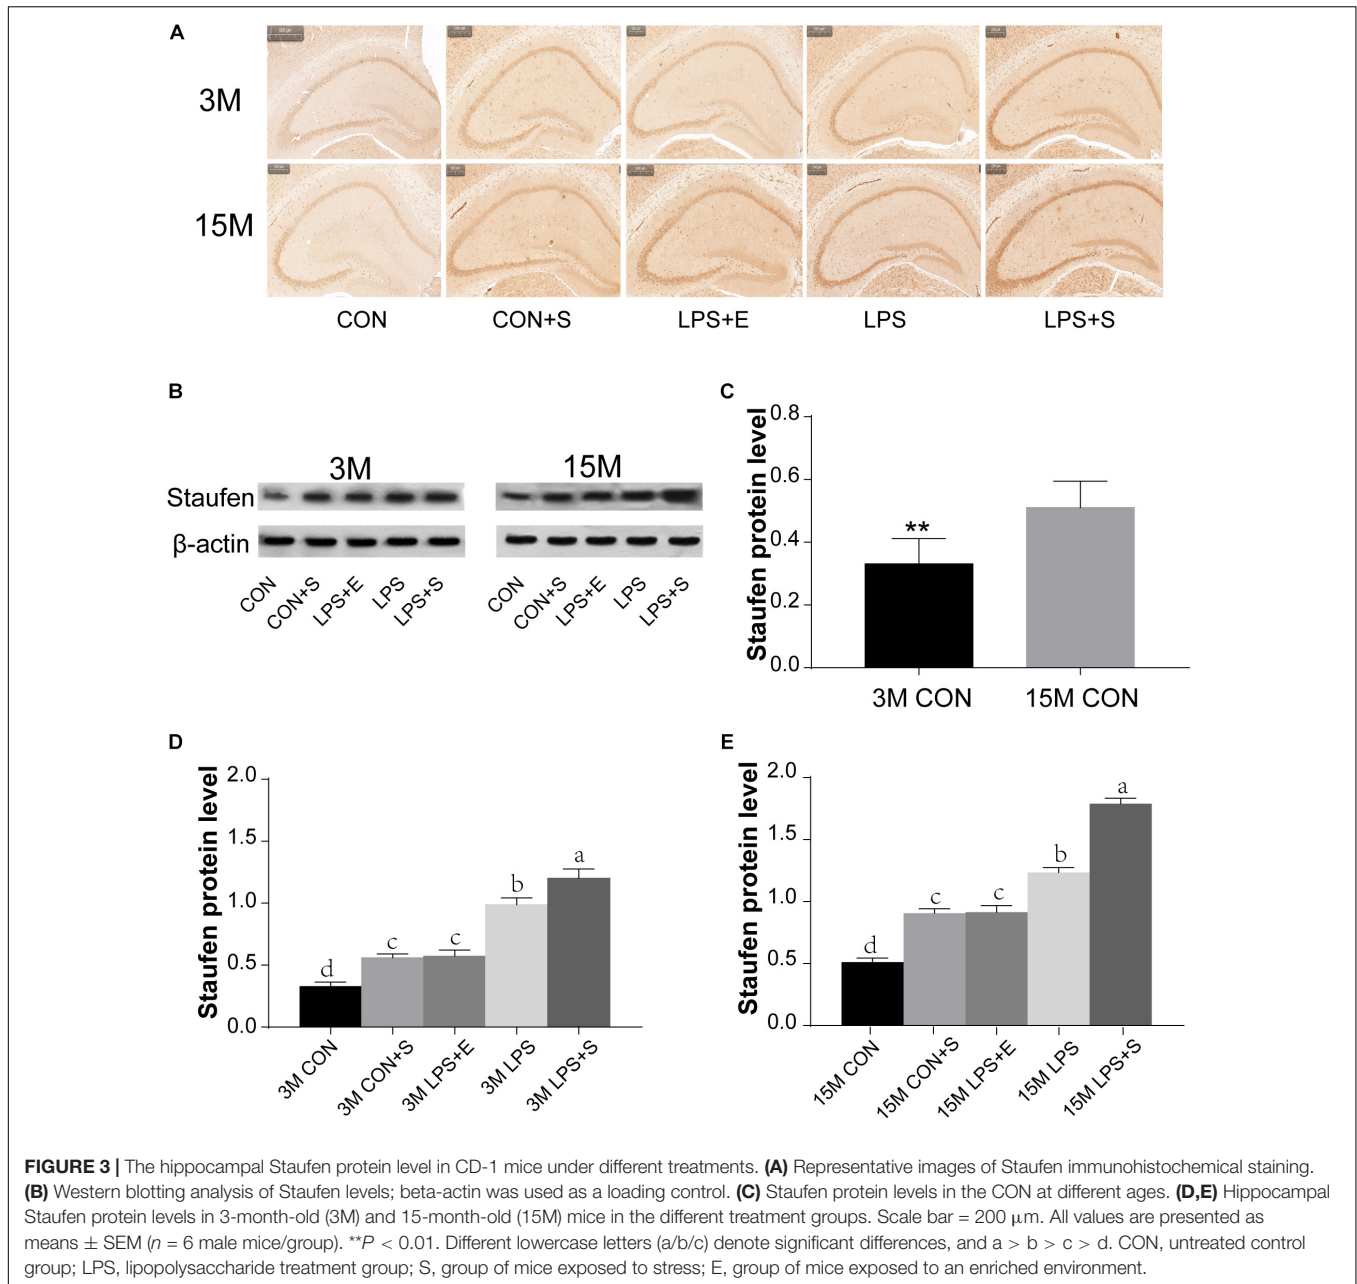 A
3M
15M
CON CON+S LPS+E LPS LPS+S
B
3M 15M
Staufen
β-actin
CON CON+S LPS+E LPS LPS+S CON CON+S LPS+E LPS LPS+S
C
Staufen protein level
0.8
0.6
0.4
0.2
0.0
**
3M CON 15M CON
D
Staufen protein level
2.0
1.5
1.0
0.5
0.0
d c c b a
3M CON 3M CON+S 3M LPS+E 3M LPS 3M LPS+S
E
Staufen protein level
2.0
1.5
1.0
0.5
0.0
d c c b a
15M CON 15M CON+S 15M LPS+E 15M LPS 15M LPS+S
FIGURE 3 | The hippocampal Staufen protein level in CD-1 mice under different treatments. (A) Representative images of Staufen immunohistochemical staining.
(B) Western blotting analysis of Staufen levels; beta-actin was used as a loading control. (C) Staufen protein levels in the CON at different ages. (D,E) Hippocampal
Staufen protein levels in 3-month-old (3M) and 15-month-old (15M) mice in the different treatment groups. Scale bar = 200 μm. All values are presented as
means ± SEM (n = 6 male mice/group). **P < 0.01. Different lowercase letters (a/b/c) denote significant differences, and a > b > c > d. CON, untreated control
group; LPS, lipopolysaccharide treatment group; S, group of mice exposed to stress; E, group of mice exposed to an enriched environment.